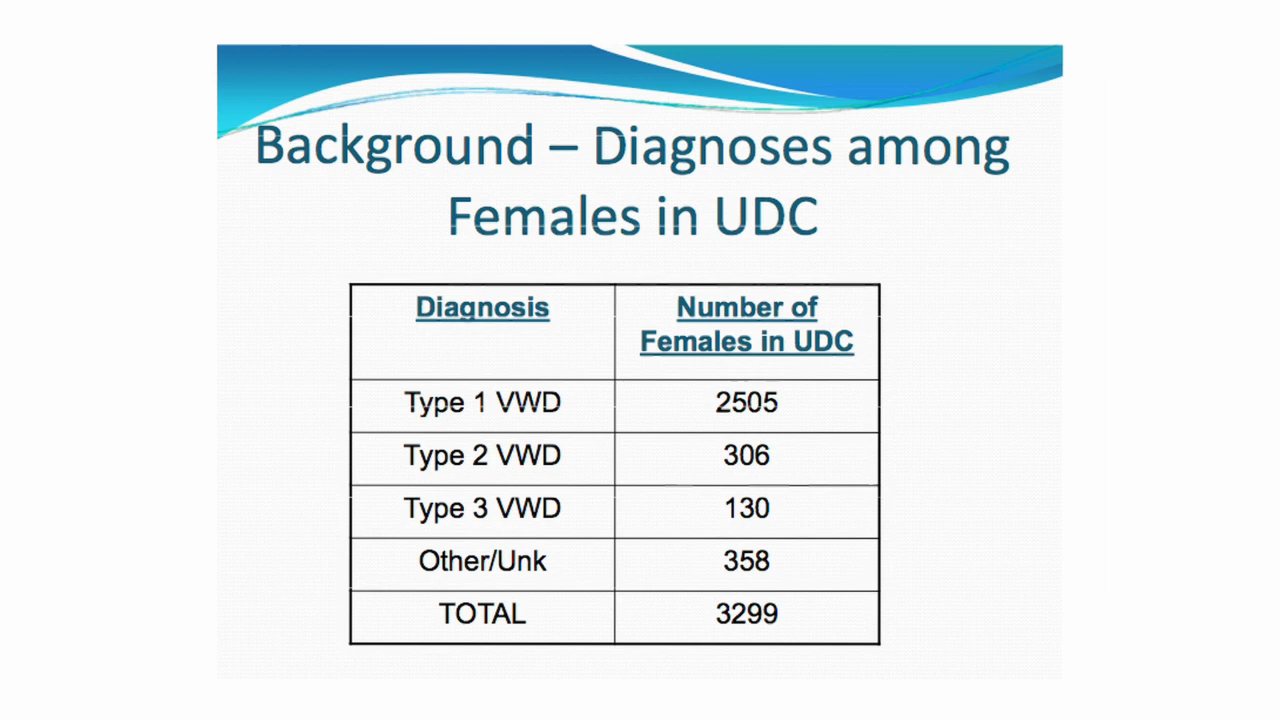 Background – Diagnoses among
Females in UDC
Diagnosis
Number of
Females in UDC
Type 1 VWD
2505
Type 2 VWD
306
Type 3 VWD
130
Other/Unk
358
TOTAL
3299